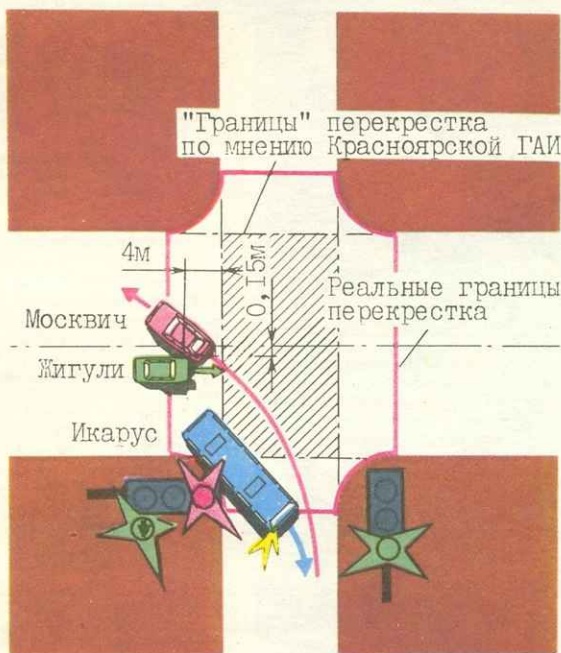 "Границы" перекрестка
по мнению Красноярской ГАИ
4м
0,15м
Реальные границы
перекрестка
Москвич
Жигули
Икарус